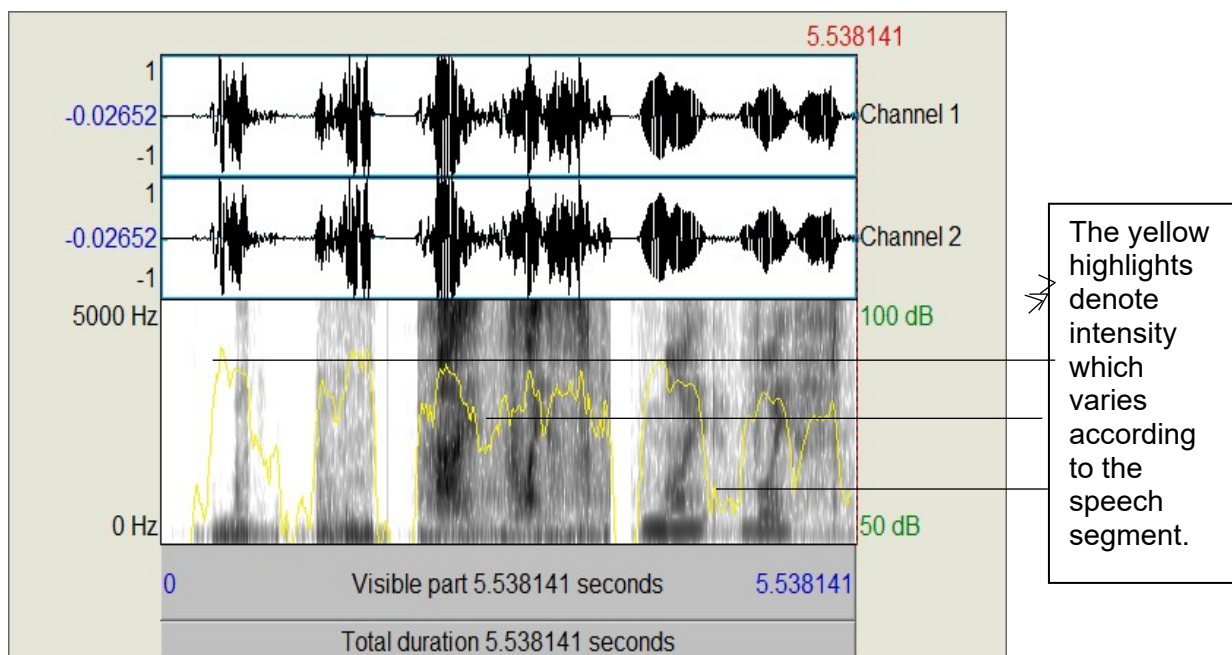 5.538141
1
-0.02652
-1
Channel 1
1
-0.02652
-1
Channel 2
5000 Hz
100 dB
0 Hz
50 dB
0
Visible part 5.538141 seconds
5.538141
Total duration 5.538141 seconds
The yellow
highlights
denote
intensity
which
varies
according
to the
speech
segment.